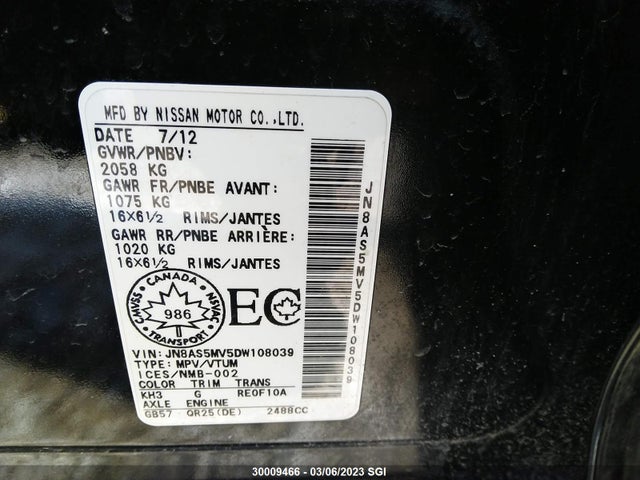 MFD BY NISSAN MOTOR CO.,LTD.
DATE 7/12
GVWR/PNBV:
2058 KG
GAWR FR/PNBE AVANT:
1075 KG
16X6½ RIMS/JANTES
GAWR RR/PNBE ARRIÈRE:
1020 KG
16X6½ RIMS/JANTES
CANADA
CMVSS NSVAC
986
TRANSPORT
EC
VIN: JN8AS5MV5DW108039
TYPE: MPV/VTUM
ICES/NMB-002
COLOR TRIM TRANS
KH3 G RE0F10A
AXLE ENGINE
GB57 QR25(DE) 2488CC
JN8AS5MV5DW108039
30009466 - 03/06/2023 SGI